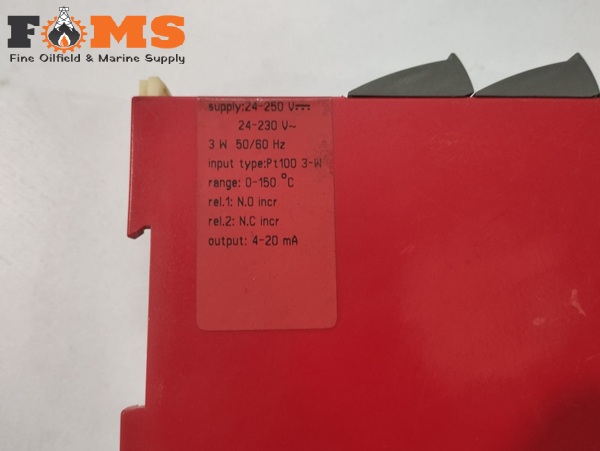 FOMS
Fine Oilfield & Marine Supply
supply:24-250 V⎓
24-230 V~
3 W 50/60 Hz
input type:Pt100 3-W
range: 0-150 °C
rel.1: N.O incr
rel.2: N.C incr
output: 4-20 mA